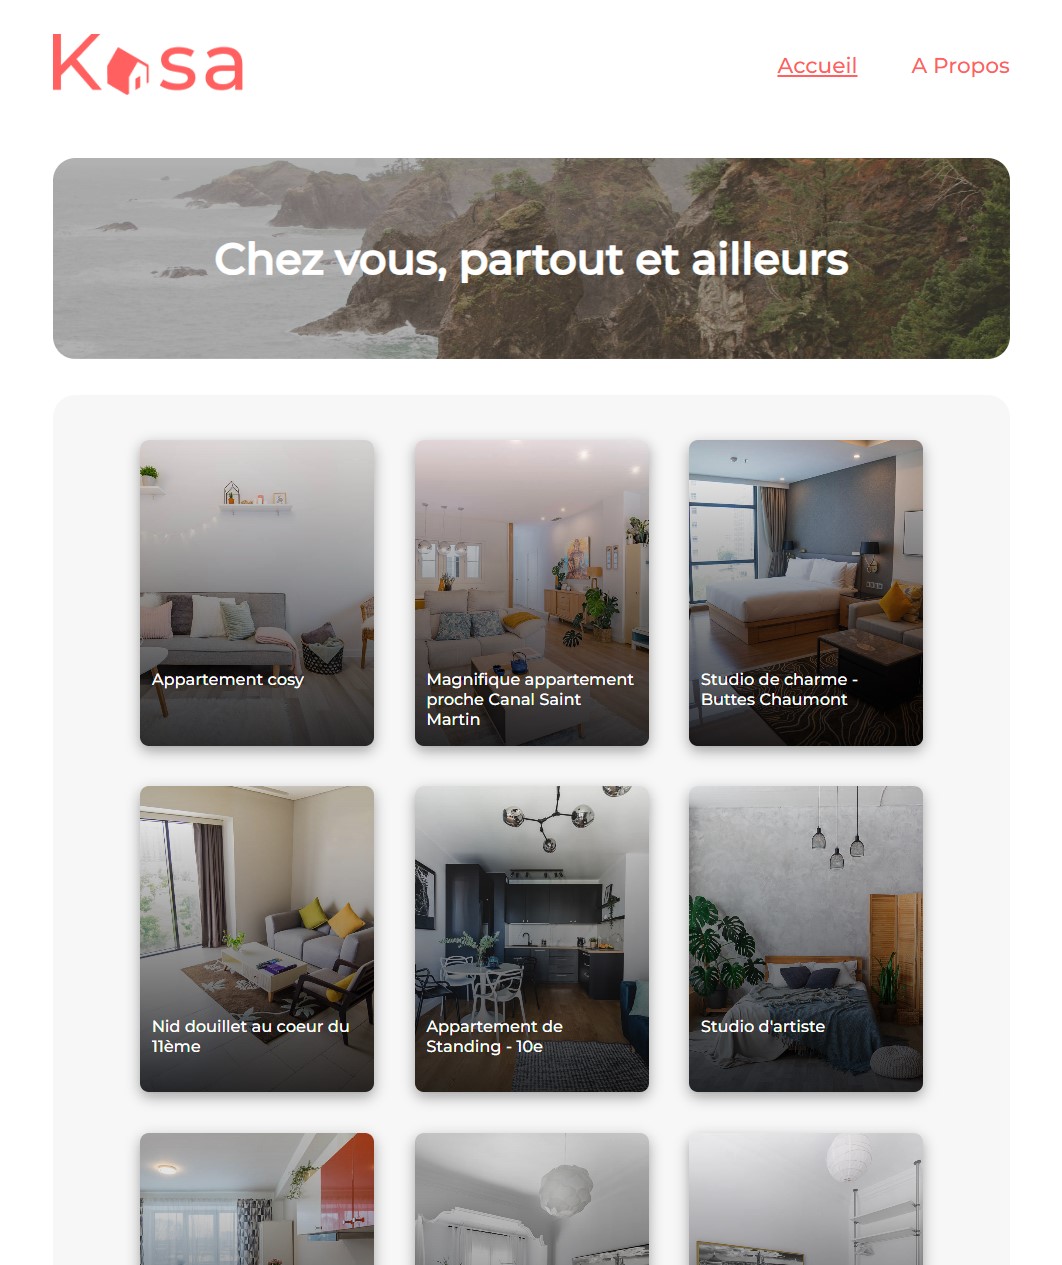 Kasa
Accueil
A Propos
Chez vous, partout et ailleurs
Appartement cosy
Magnifique appartement
proche Canal Saint
Martin
Studio de charme -
Buttes Chaumont
Nid douillet au coeur du
11ème
Appartement de
Standing - 10e
Studio d'artiste